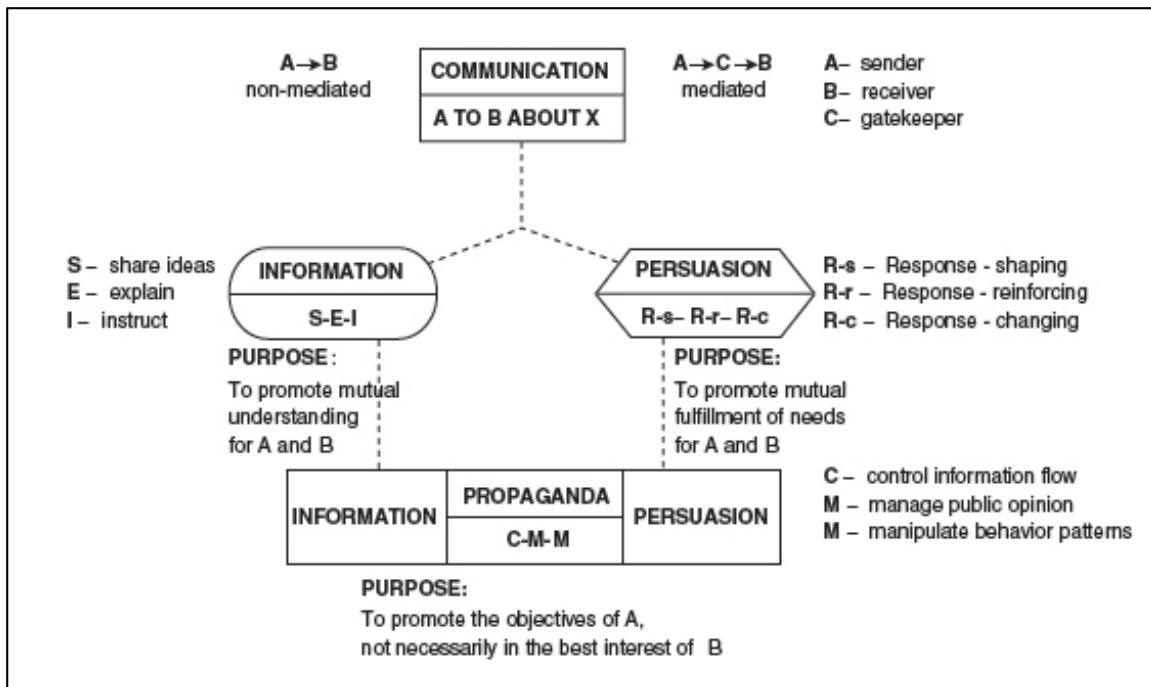 A→B
non-mediated
COMMUNICATION
A TO B ABOUT X
A→C→B
mediated
A– sender
B– receiver
C– gatekeeper
S – share ideas
E – explain
I – instruct
INFORMATION
S-E-I
PERSUASION
R-s– R-r– R-c
R-s – Response - shaping
R-r – Response - reinforcing
R-c – Response - changing
PURPOSE :
To promote mutual
understanding
for A and B
PURPOSE:
To promote mutual
fulfillment of needs
for A and B
INFORMATION
PROPAGANDA
C-M-M
PERSUASION
C – control information flow
M – manage public opinion
M – manipulate behavior patterns
PURPOSE:
To promote the objectives of A,
not necessarily in the best interest of B